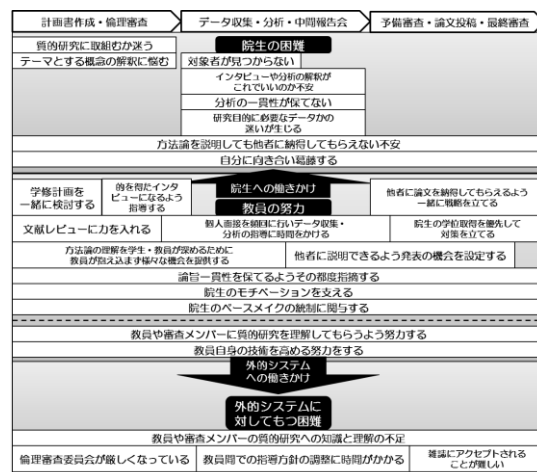 計画書作成・倫理審査
データ収集・分析・中間報告会
予備審査・論文投稿・最終審査
質的研究に取組むか迷う
院生の困難
テーマとする概念の解釈に悩む
対象者が見つからない
インタビューや分析の解釈が
これでいいのか不安
分析の一貫性が保てない
研究目的に必要なデータかの
迷いが生じる
方法論を説明しても他者に納得してもらえない不安
自分に向き合い葛藤する
学修計画を
一緒に検討する
的を得たインタ
ビューになるよう
指導する
院生への働きかけ
教員の努力
他者に論文を納得してもらえるよう
一緒に戦略を立てる
文献レビューに力を入れる
個人面接を頻回に行いデータ収集・
分析の指導に時間をかける
院生の学位取得を優先して
対策を立てる
方法論の理解を学生・教員が深めるために
教員が抱え込まず様々な機会を提供する
他者に説明できるよう発表の機会を設定する
論旨一貫性を保てるようその都度指摘する
院生のモチベーションを支える
院生のペースメイクの統制に関与する
教員や審査メンバーに質的研究を理解してもらうよう努力する
教員自身の技術を高める努力をする
外的システム
への働きかけ
外的システムに
対してもつ困難
教員や審査メンバーの質的研究への知識と理解の不足
倫理審査委員会が厳しくなっている
教員間での指導方針の調整に時間がかかる
雑誌にアクセプトされる
ことが難しい